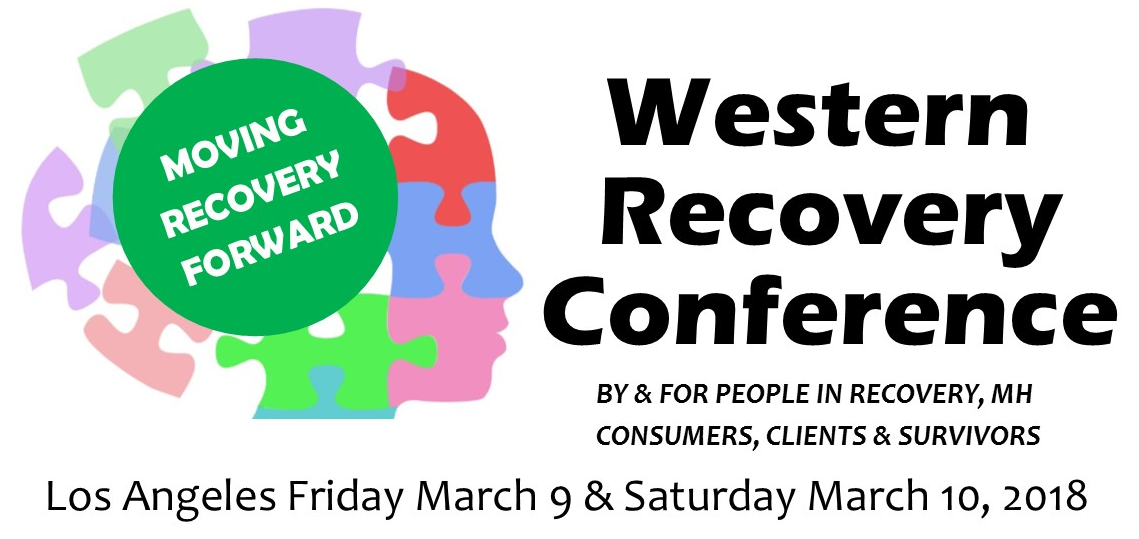 MOVING
RECOVERY
FORWARD
Western
Recovery
Conference
BY & FOR PEOPLE IN RECOVERY, MH
CONSUMERS, CLIENTS & SURVIVORS
Los Angeles Friday March 9 & Saturday March 10, 2018